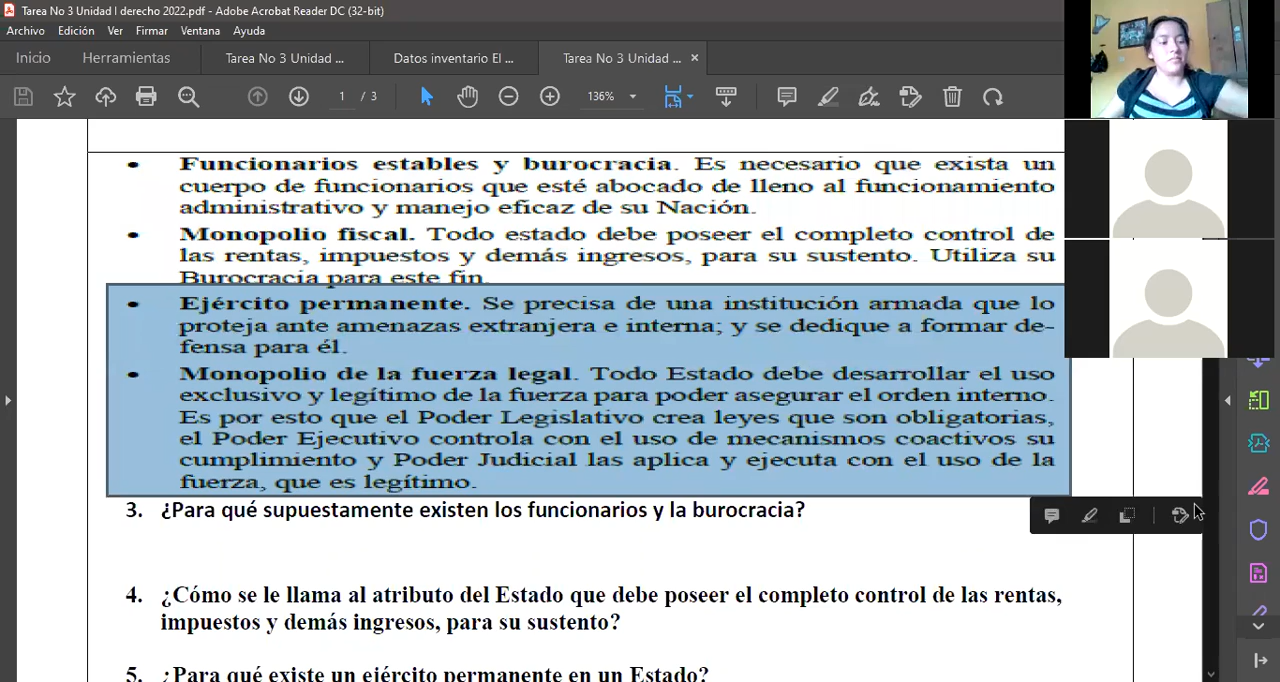 Tarea No 3 Unidad I derecho 2022.pdf - Adobe Acrobat Reader DC (32-bit)
Archivo Edición Ver Firmar Ventana Ayuda
Inicio Herramientas Tarea No 3 Unidad ... Datos inventario El ... Tarea No 3 Unidad ... ×
1 / 3 136%
• Funcionarios estables y burocracia. Es necesario que exista un
cuerpo de funcionarios que esté abocado de lleno al funcionamiento
administrativo y manejo eficaz de su Nación.
• Monopolio fiscal. Todo estado debe poseer el completo control de
las rentas, impuestos y demás ingresos, para su sustento. Utiliza su
Burocracia para este fin.
• Ejército permanente. Se precisa de una institución armada que lo
proteja ante amenazas extranjera e interna; y se dedique a formar de-
fensa para él.
• Monopolio de la fuerza legal. Todo Estado debe desarrollar el uso
exclusivo y legítimo de la fuerza para poder asegurar el orden interno.
Es por esto que el Poder Legislativo crea leyes que son obligatorias,
el Poder Ejecutivo controla con el uso de mecanismos coactivos su
cumplimiento y Poder Judicial las aplica y ejecuta con el uso de la
fuerza, que es legítimo.
3. ¿Para qué supuestamente existen los funcionarios y la burocracia?
4. ¿Cómo se le llama al atributo del Estado que debe poseer el completo control de las rentas,
impuestos y demás ingresos, para su sustento?
5. ¿Para qué existe un ejército permanente en un Estado?